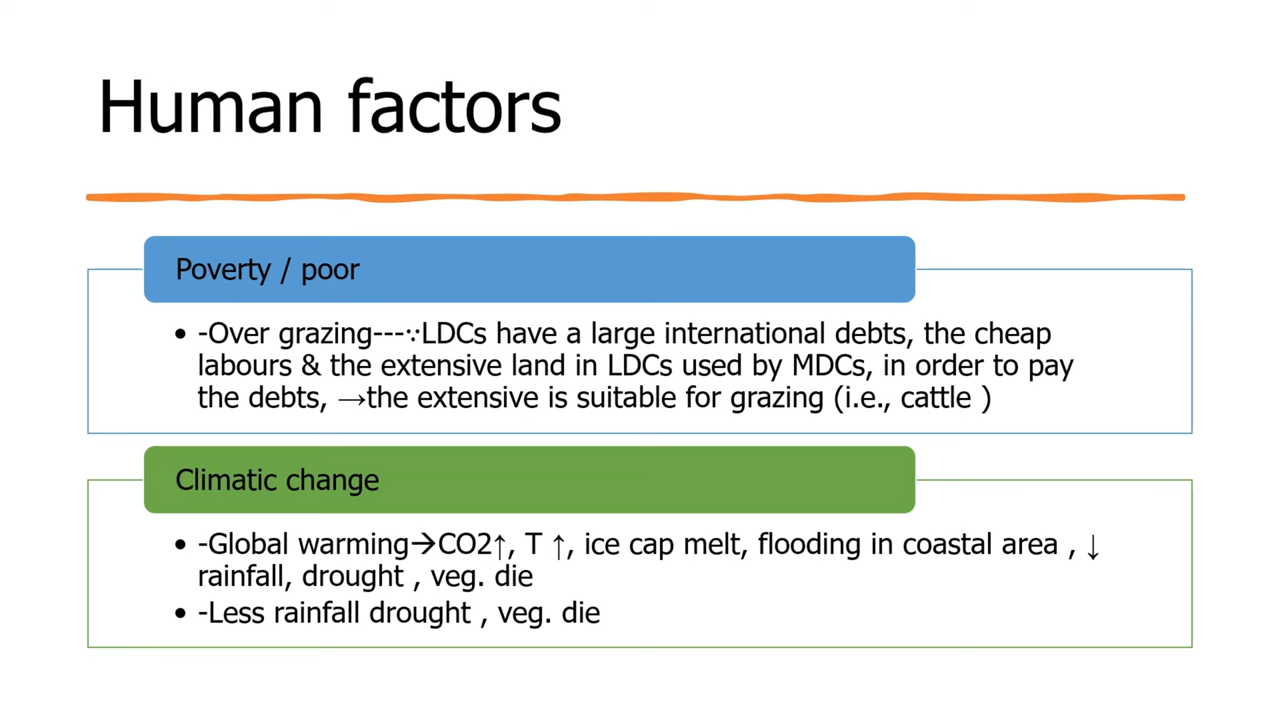 Human factors
Poverty / poor
• -Over grazing---∵LDCs have a large international debts, the cheap
labours & the extensive land in LDCs used by MDCs, in order to pay
the debts, →the extensive is suitable for grazing (i.e., cattle )
Climatic change
• -Global warming→CO2↑, T ↑, ice cap melt, flooding in coastal area , ↓
rainfall, drought , veg. die
• -Less rainfall drought , veg. die